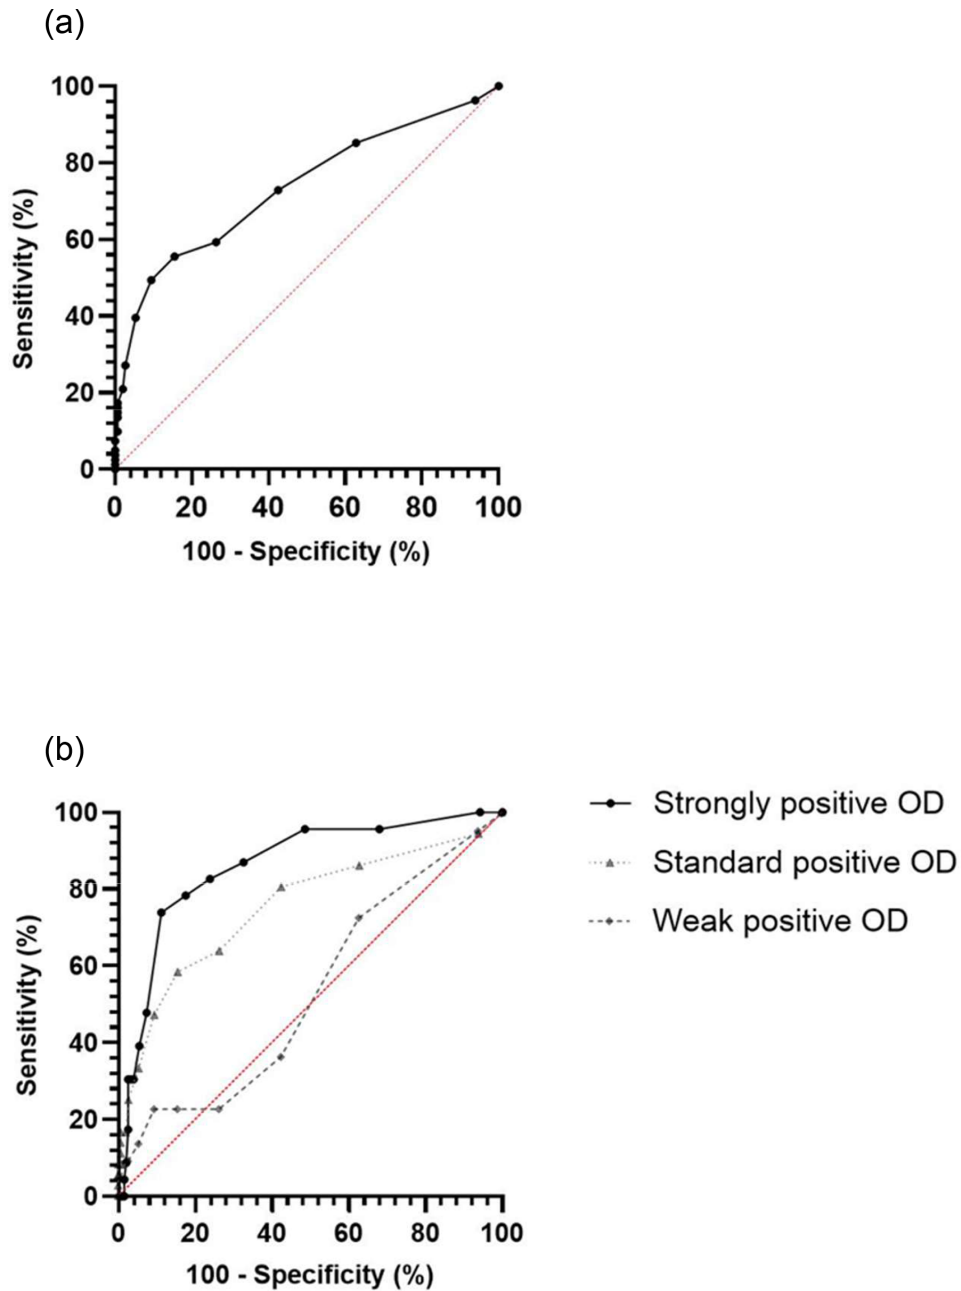 (a)
100
80
60
40
20
0
Sensitivity (%)
0 20 40 60 80 100
100 - Specificity (%)
(b)
100
80
60
40
20
0
Sensitivity (%)
0 20 40 60 80 100
100 - Specificity (%)
Strongly positive OD
Standard positive OD
Weak positive OD